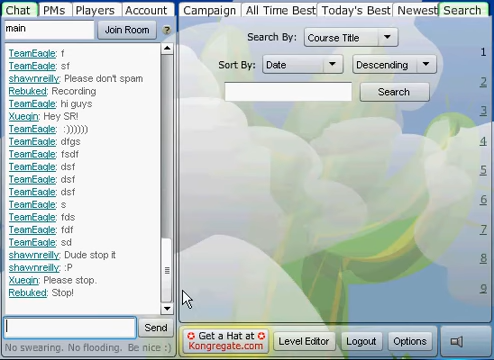 Chat PMs Players Account
main Join Room ?
TeamEagle: f
TeamEagle: sf
shawnreilly: Please don't spam
Rebuked: Recording
TeamEagle: hi guys
Xueqin: Hey SR!
TeamEagle: :))))))
TeamEagle: dfgs
TeamEagle: fsdf
TeamEagle: dsf
TeamEagle: dsf
TeamEagle: dsf
TeamEagle: s
TeamEagle: fds
TeamEagle: fdf
TeamEagle: sd
shawnreilly: Dude stop it
shawnreilly: :P
Xueqin: Please stop.
Rebuked: Stop!
Send
No swearing. No flooding. Be nice :)
Campaign All Time Best Today's Best Newest Search
Search By: Course Title
Sort By: Date Descending
Search
1
2
3
4
5
6
7
8
9
Get a Hat at
Kongregate.com
Level Editor Logout Options